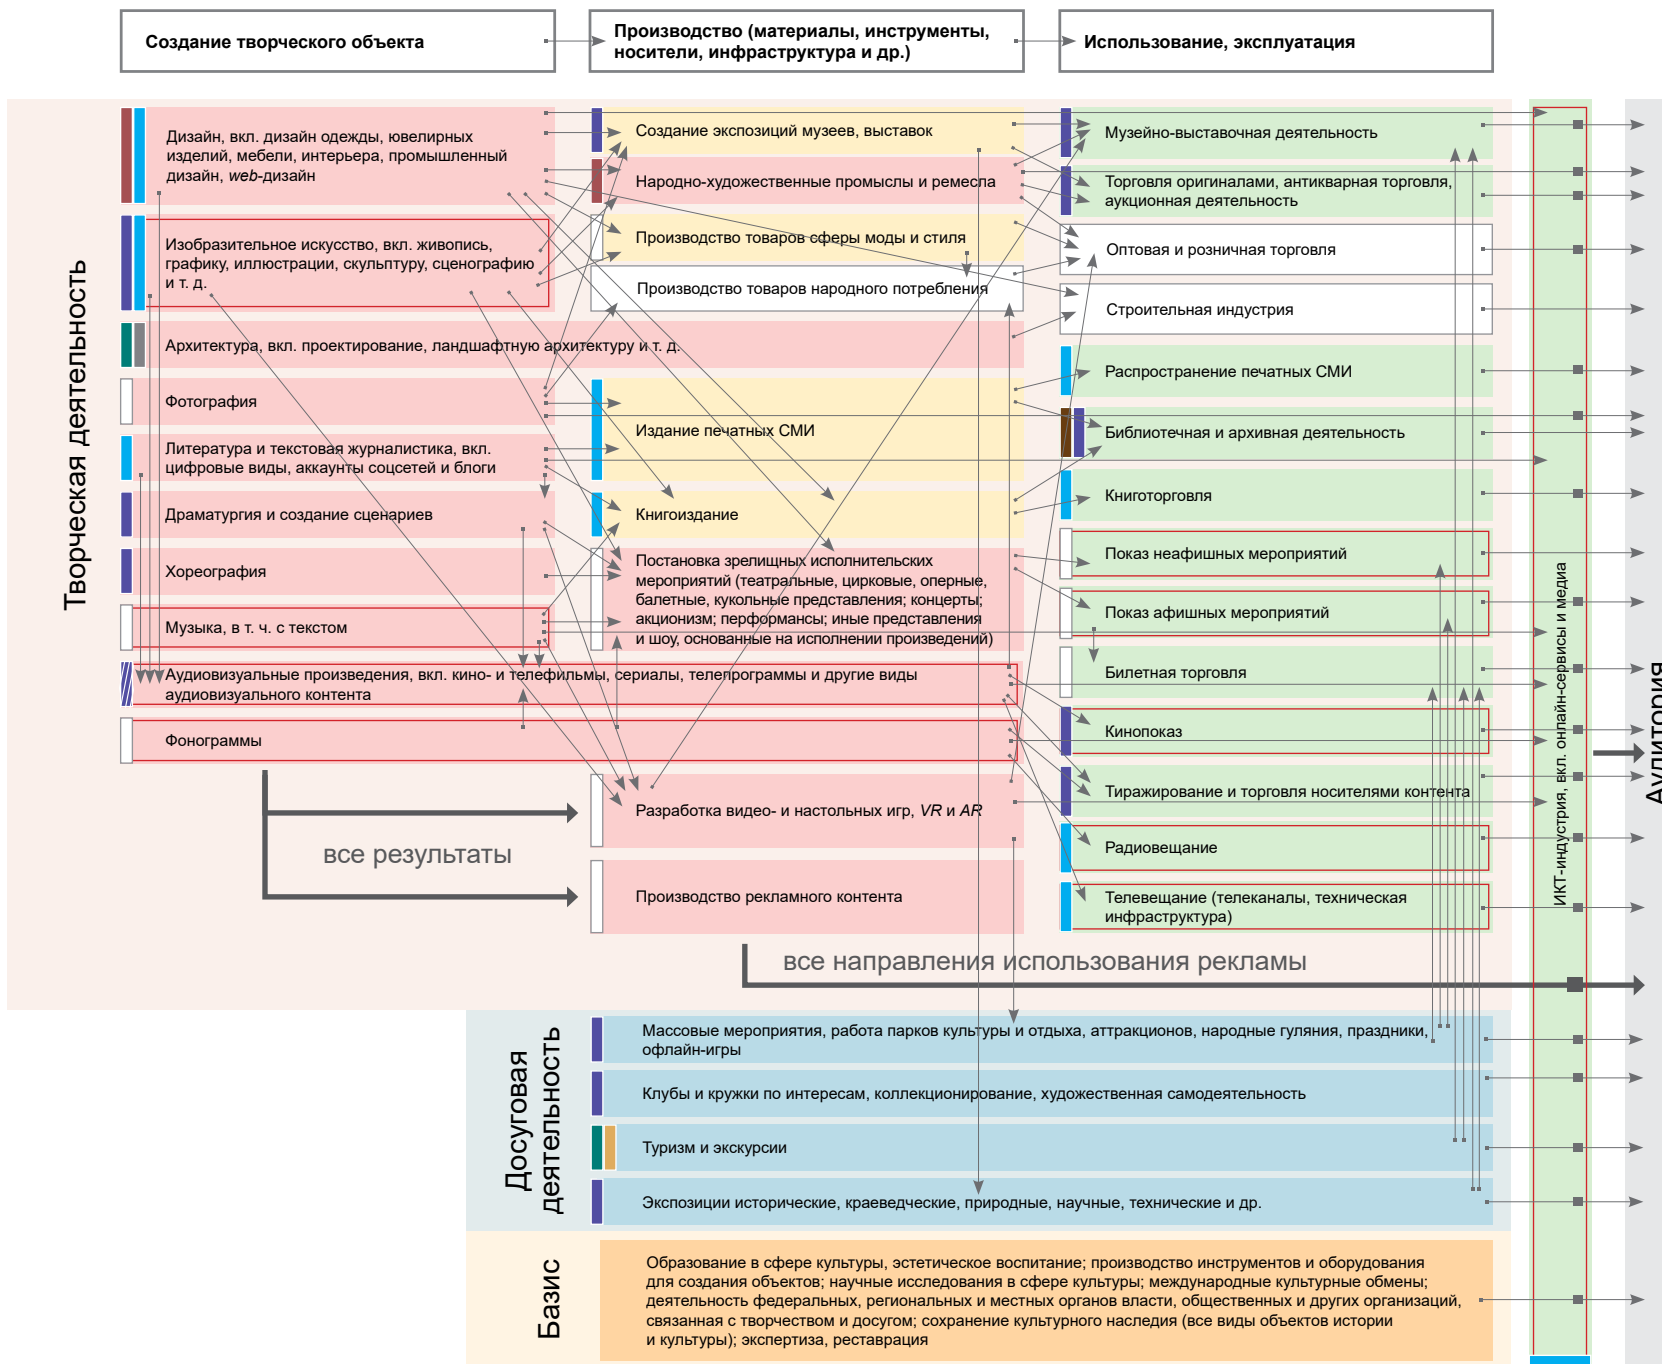 Создание творческого объекта
Производство (материалы, инструменты,
носители, инфраструктура и др.)
Использование, эксплуатация
Творческая деятельность
Дизайн, вкл. дизайн одежды, ювелирных
изделий, мебели, интерьера, промышленный
дизайн, web-дизайн
Изобразительное искусство, вкл. живопись,
графику, иллюстрации, скульптуру, сценографию
и т. д.
Архитектура, вкл. проектирование, ландшафтную архитектуру и т. д.
Фотография
Литература и текстовая журналистика, вкл.
цифровые виды, аккаунты соцсетей и блоги
Драматургия и создание сценариев
Хореография
Музыка, в т. ч. с текстом
Аудиовизуальные произведения, вкл. кино- и телефильмы, сериалы, телепрограммы и другие виды
аудиовизуального контента
Фонограммы
все результаты
Создание экспозиций музеев, выставок
Народно-художественные промыслы и ремесла
Производство товаров сферы моды и стиля
Производство товаров народного потребления
Издание печатных СМИ
Книгоиздание
Постановка зрелищных исполнительских
мероприятий (театральные, цирковые, оперные,
балетные, кукольные представления; концерты;
акционизм; перформансы; иные представления
и шоу, основанные на исполнении произведений)
Разработка видео- и настольных игр, VR и AR
Производство рекламного контента
Музейно-выставочная деятельность
Торговля оригиналами, антикварная торговля,
аукционная деятельность
Оптовая и розничная торговля
Строительная индустрия
Распространение печатных СМИ
Библиотечная и архивная деятельность
Книготорговля
Показ неафишных мероприятий
Показ афишных мероприятий
Билетная торговля
Кинопоказ
Тиражирование и торговля носителями контента
Радиовещание
Телевещание (телеканалы, техническая
инфраструктура)
ИКТ-индустрия, вкл. онлайн-сервисы и медиа
Аудитория
все направления использования рекламы
Досуговая
деятельность
Массовые мероприятия, работа парков культуры и отдыха, аттракционов, народные гуляния, праздники,
офлайн-игры
Клубы и кружки по интересам, коллекционирование, художественная самодеятельность
Туризм и экскурсии
Экспозиции исторические, краеведческие, природные, научные, технические и др.
Базис
Образование в сфере культуры, эстетическое воспитание; производство инструментов и оборудования
для создания объектов; научные исследования в сфере культуры; международные культурные обмены;
деятельность федеральных, региональных и местных органов власти, общественных и других организаций,
связанная с творчеством и досугом; сохранение культурного наследия (все виды объектов истории
и культуры); экспертиза, реставрация